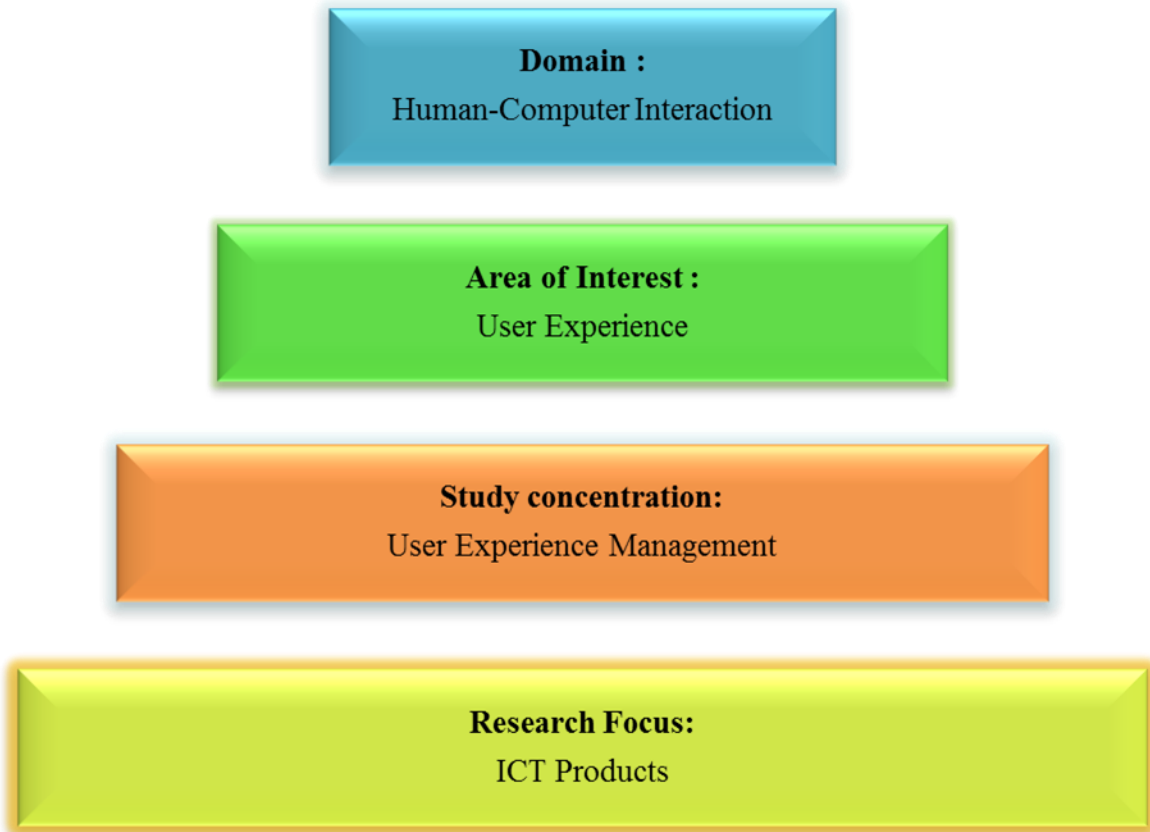 Domain :
Human-Computer Interaction
Area of Interest :
User Experience
Study concentration:
User Experience Management
Research Focus:
ICT Products